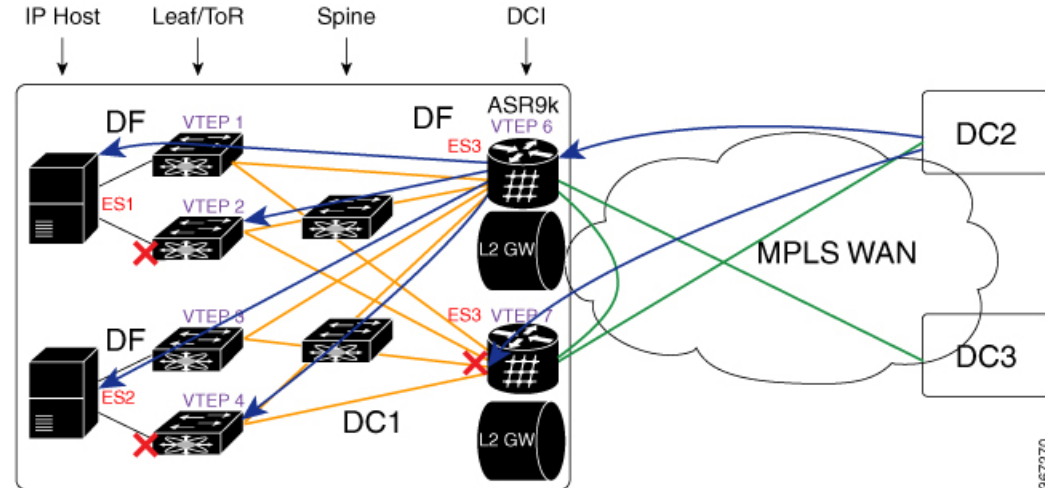 IP Host
Leaf/ToR
Spine
DCI
DF
VTEP 1
DF
ASR9k
VTEP 6
ES3
ES1
VTEP 2
L2 GW
DC2
MPLS WAN
DF
VTEP 3
ES3
VTEP 7
DC3
ES2
VTEP 4
DC1
L2 GW
367270